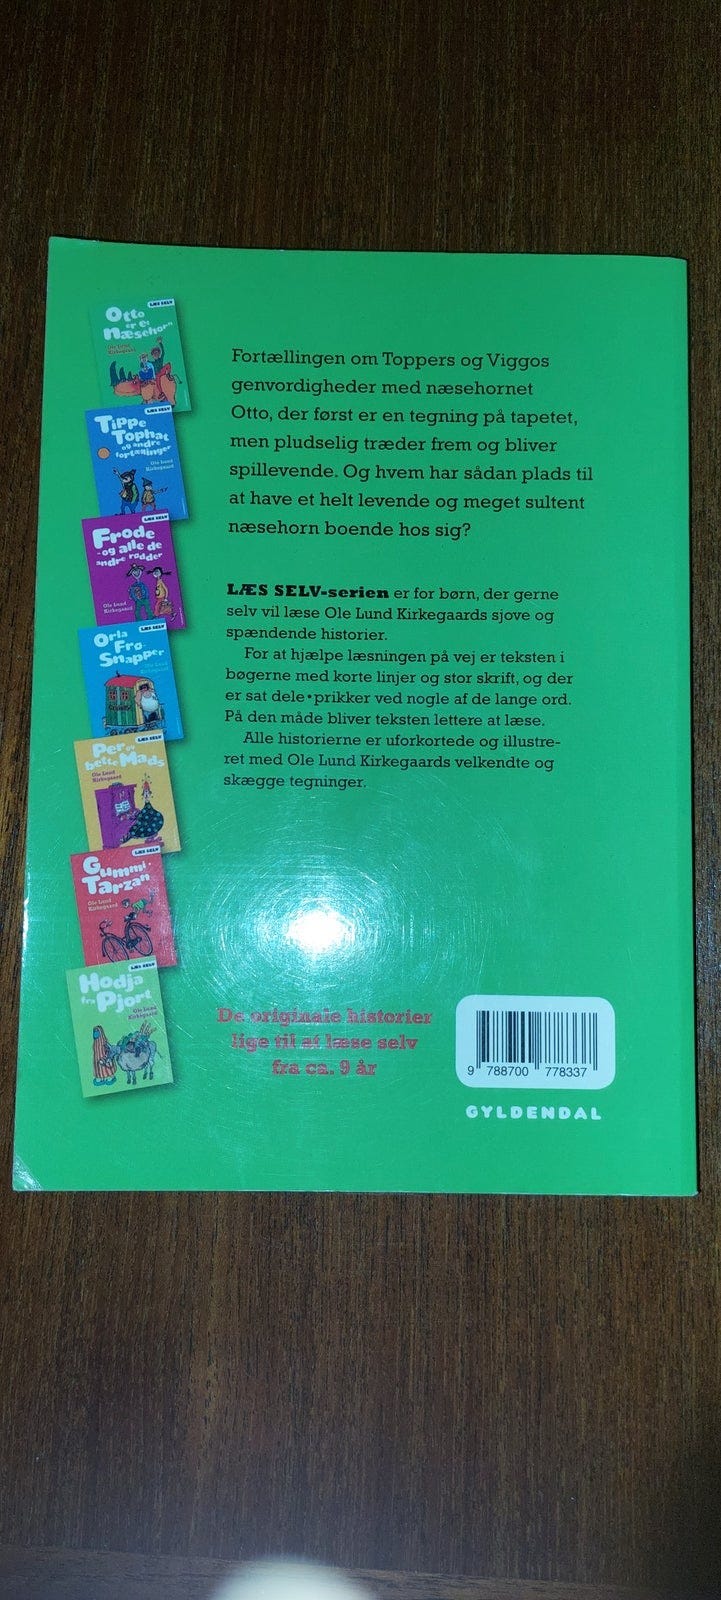 LÆS SELV
Otto
er et
næsehorn
Ole Lund
Kirkegaard
LÆS SELV
Tippe
Tophat
og andre
fortællinger
Ole Lund
Kirkegaard
LÆS SELV
Frode
- og alle de
andre rødder
Ole Lund
Kirkegaard
LÆS SELV
Orla
Frø-
Snapper
Ole Lund
Kirkegaard
LÆS SELV
Per og
bette Mads
Ole Lund
Kirkegaard
LÆS SELV
Gummi-
Tarzan
Ole Lund
Kirkegaard
LÆS SELV
Hodja
fra Pjort
Ole Lund
Kirkegaard
Fortællingen om Toppers og Viggos
genvordigheder med næsehornet
Otto, der først er en tegning på tapetet,
men pludselig træder frem og bliver
spillevende. Og hvem har sådan plads til
at have et helt levende og meget sultent
næsehorn boende hos sig?
LÆS SELV-serien er for børn, der gerne
selv vil læse Ole Lund Kirkegaards sjove og
spændende historier.
For at hjælpe læsningen på vej er teksten i
bøgerne med korte linjer og stor skrift, og der
er sat dele•prikker ved nogle af de lange ord.
På den måde bliver teksten lettere at læse.
Alle historierne er uforkortede og illustre-
ret med Ole Lund Kirkegaards velkendte og
skægge tegninger.
De originale historier
lige til at læse selv
fra ca. 9 år
9 788700 778337
GYLDENDAL